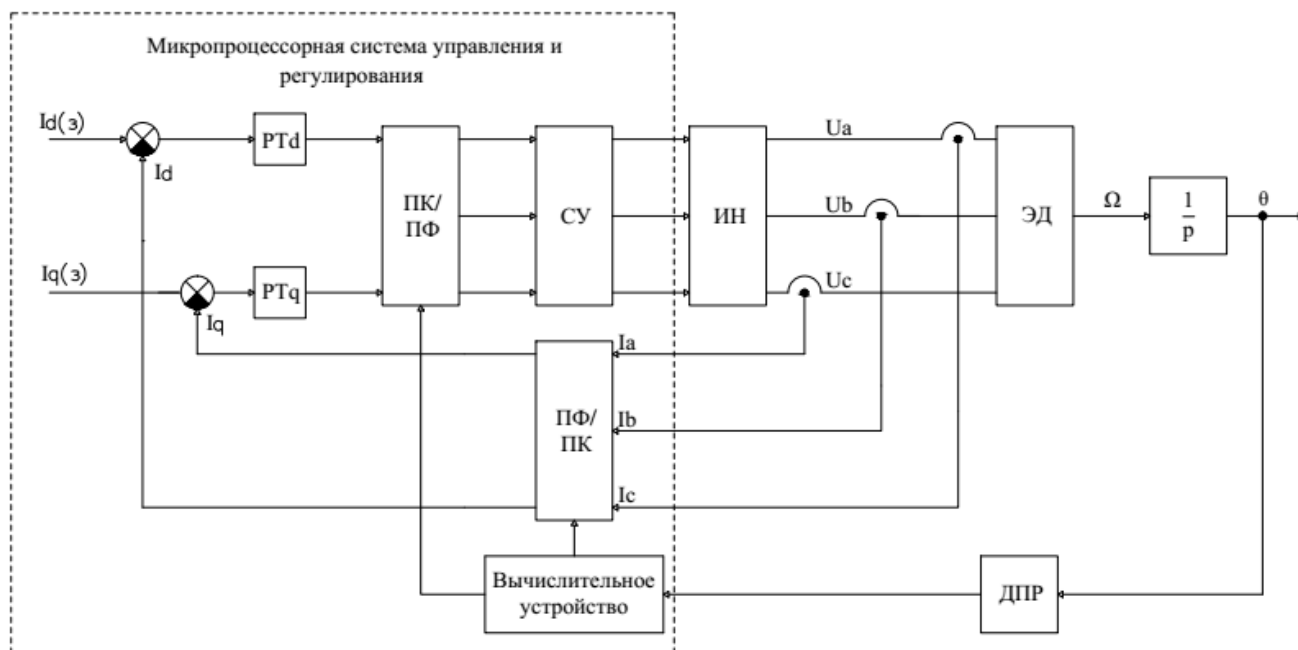 Микропроцессорная система управления и
регулирования
Id(з)
Id
РТd
Iq(з)
Iq
РТq
ПК/
ПФ
СУ
ИН
Ua
Ub
Uc
ЭД
Ω
1
p
θ
ПФ/
ПК
Ia
Ib
Ic
Вычислительное
устройство
ДПР